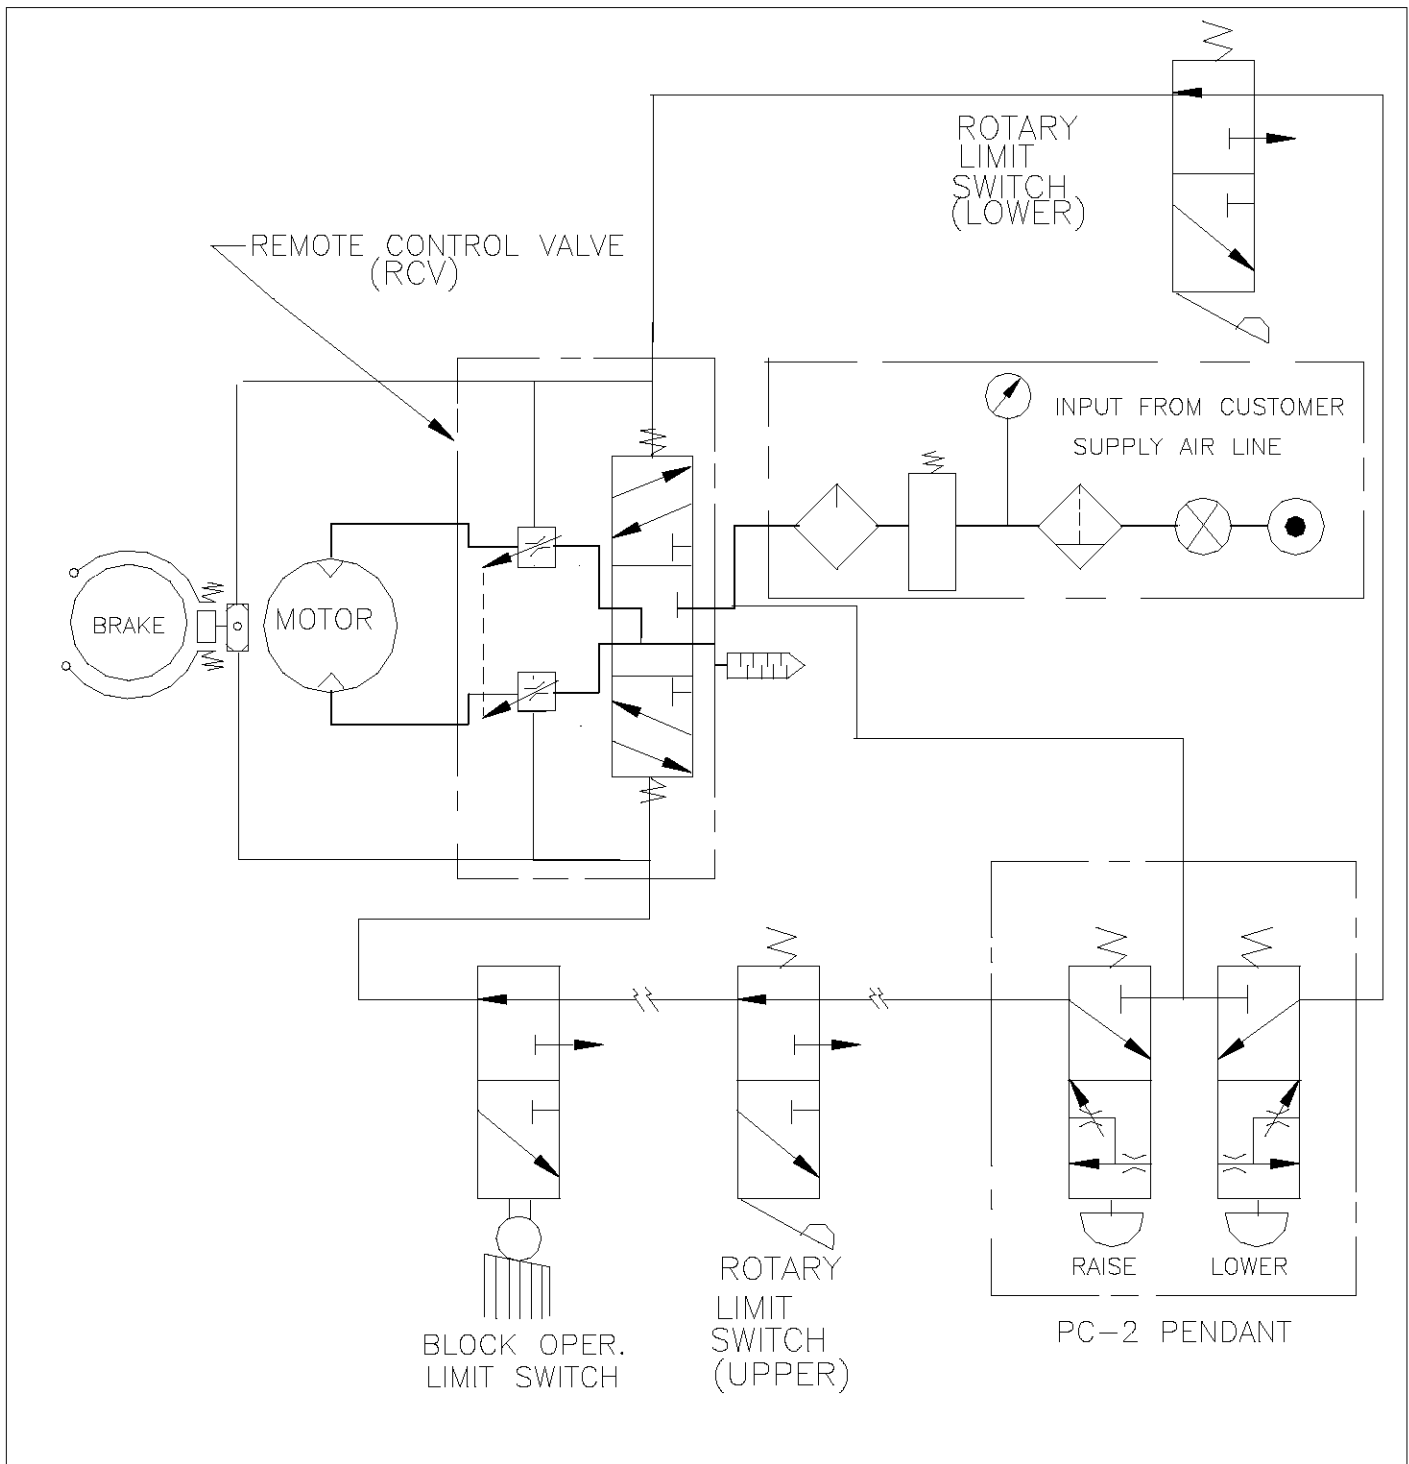 ROTARY
LIMIT
SWITCH
(LOWER)
REMOTE CONTROL VALVE
(RCV)
INPUT FROM CUSTOMER
SUPPLY AIR LINE
BRAKE
MOTOR
RAISE
LOWER
PC-2 PENDANT
ROTARY
LIMIT
SWITCH
(UPPER)
BLOCK OPER.
LIMIT SWITCH